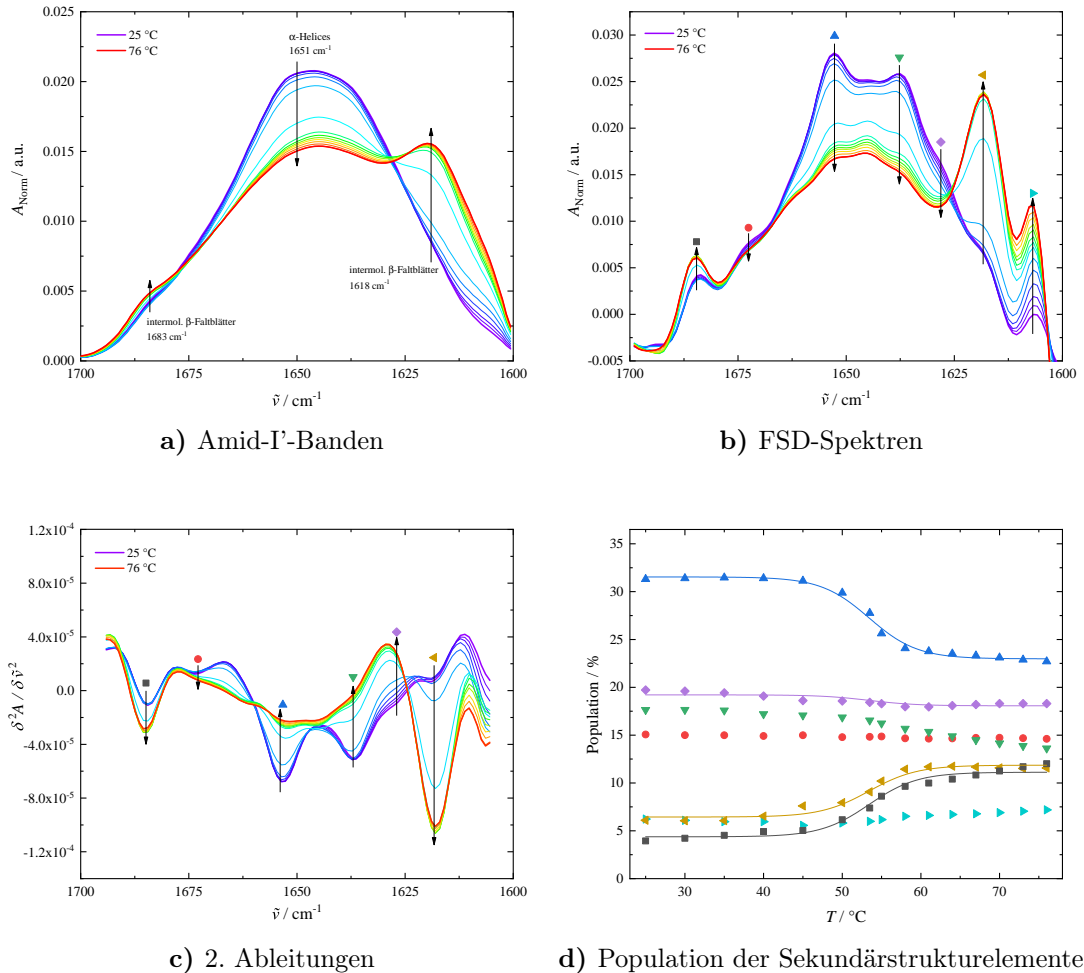 25 °C
76 °C
α-Helices
1651 cm⁻¹
intermol. β-Faltblätter
1618 cm⁻¹
intermol. β-Faltblätter
1683 cm⁻¹
0.020
0.015
0.010
0.005
0.000
A_Norm / a.u.
1700 1675 1650 1625 1600
ṽ / cm⁻¹
a) Amid-I'-Banden
25 °C
76 °C
0.030
0.025
0.020
0.015
0.010
0.005
0.000
-0.005
A_Norm / a.u.
1700 1675 1650 1625 1600
ṽ / cm⁻¹
b) FSD-Spektren
25 °C
76 °C
1.2x10⁻⁴
8.0x10⁻⁵
4.0x10⁻⁵
0.0
-4.0x10⁻⁵
-8.0x10⁻⁵
-1.2x10⁻⁴
δ²A / δṽ²
1700 1675 1650 1625 1600
ṽ / cm⁻¹
c) 2. Ableitungen
35
30
25
20
15
10
5
0
Population / %
30 40 50 60 70
T / °C
d) Population der Sekundärstrukturelemente